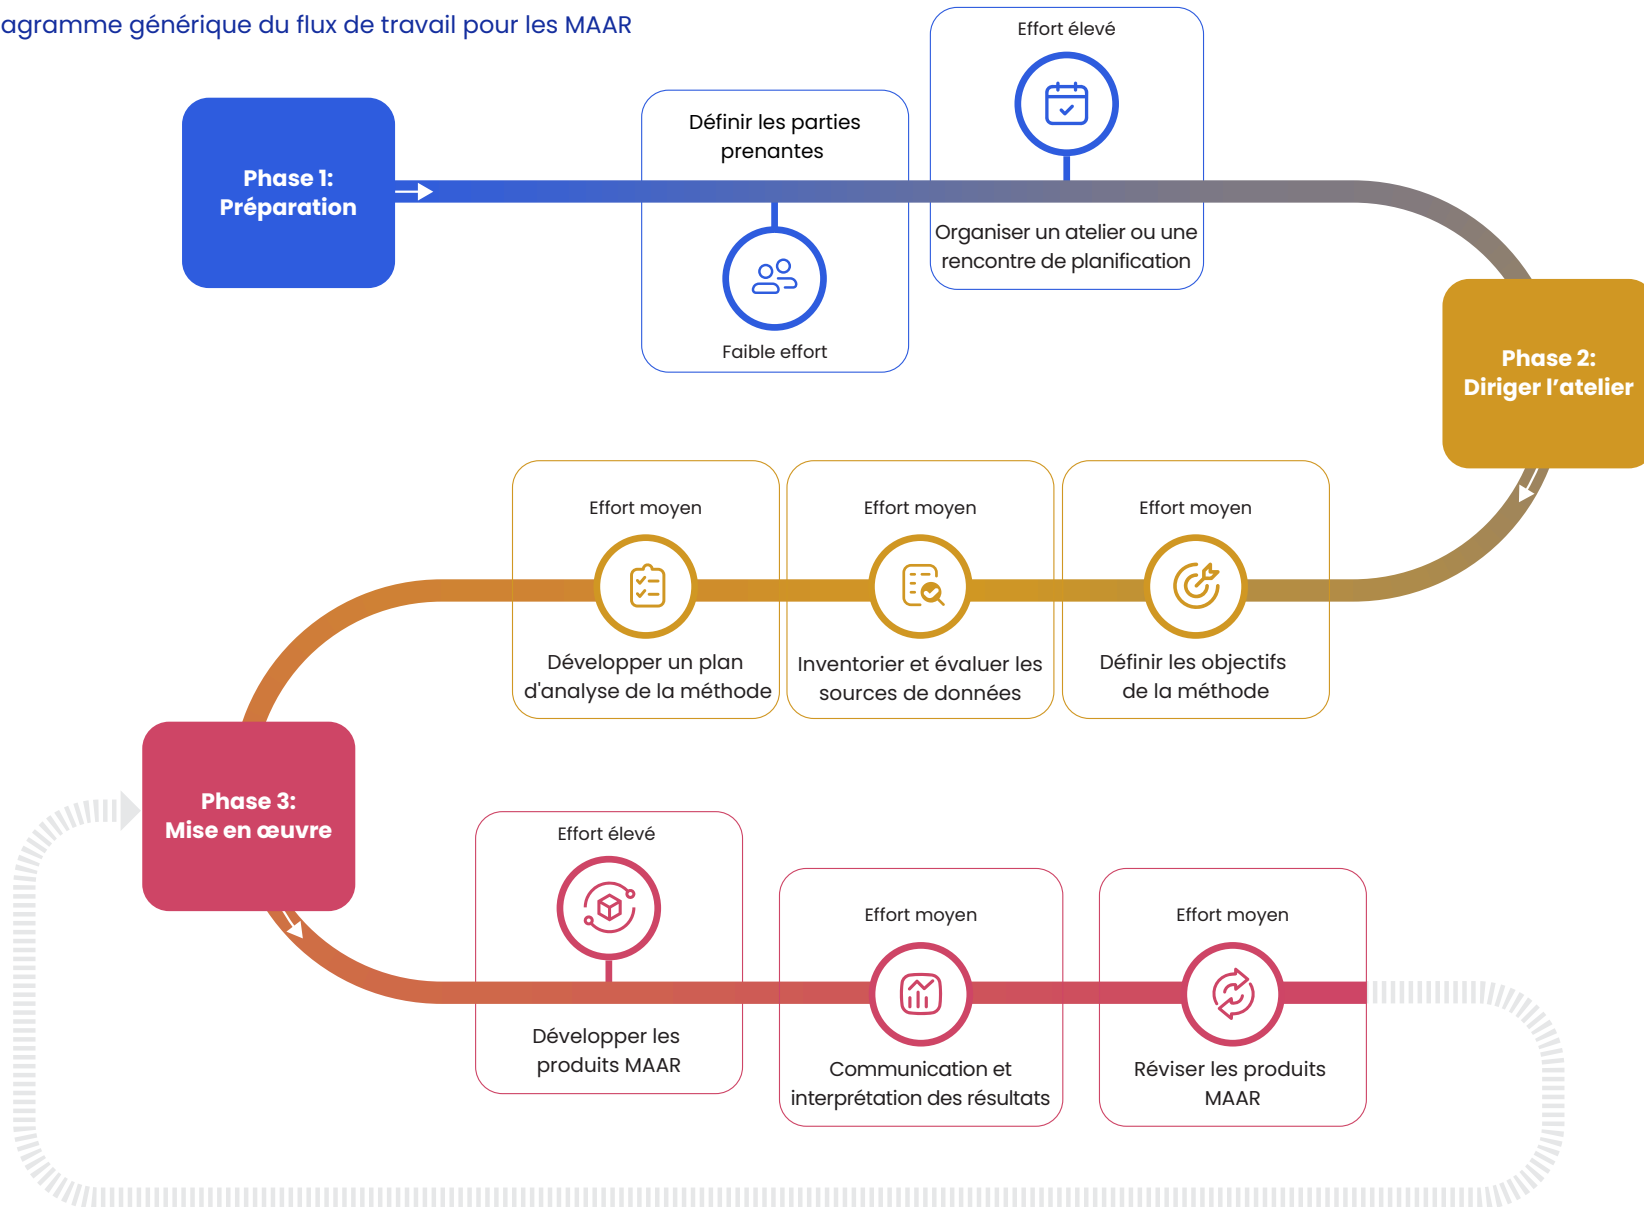 agramme générique du flux de travail pour les MAAR
Effort élevé
Définir les parties
prenantes
Phase 1:
Préparation
Organiser un atelier ou une
rencontre de planification
Faible effort
Phase 2:
Diriger l’atelier
Effort moyen
Développer un plan
d'analyse de la méthode
Effort moyen
Inventorier et évaluer les
sources de données
Effort moyen
Définir les objectifs
de la méthode
Phase 3:
Mise en œuvre
Effort élevé
Développer les
produits MAAR
Effort moyen
Communication et
interprétation des résultats
Effort moyen
Réviser les produits
MAAR